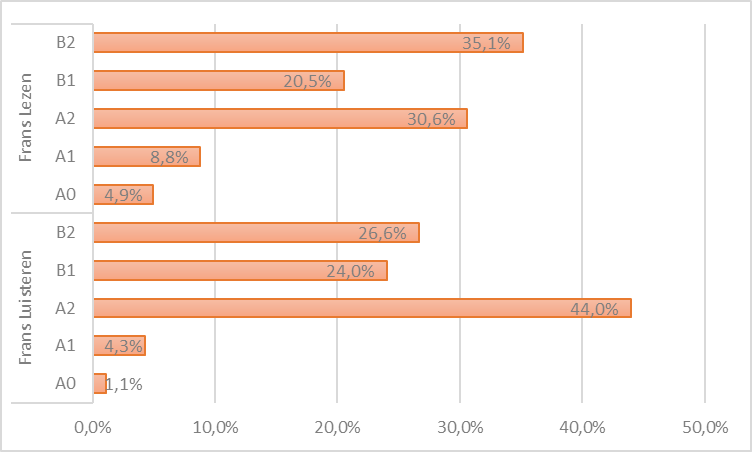 Frans Lezen
B2 35,1%
B1 20,5%
A2 30,6%
A1 8,8%
A0 4,9%
Frans Luisteren
B2 26,6%
B1 24,0%
A2 44,0%
A1 4,3%
A0 1,1%
0,0% 10,0% 20,0% 30,0% 40,0% 50,0%